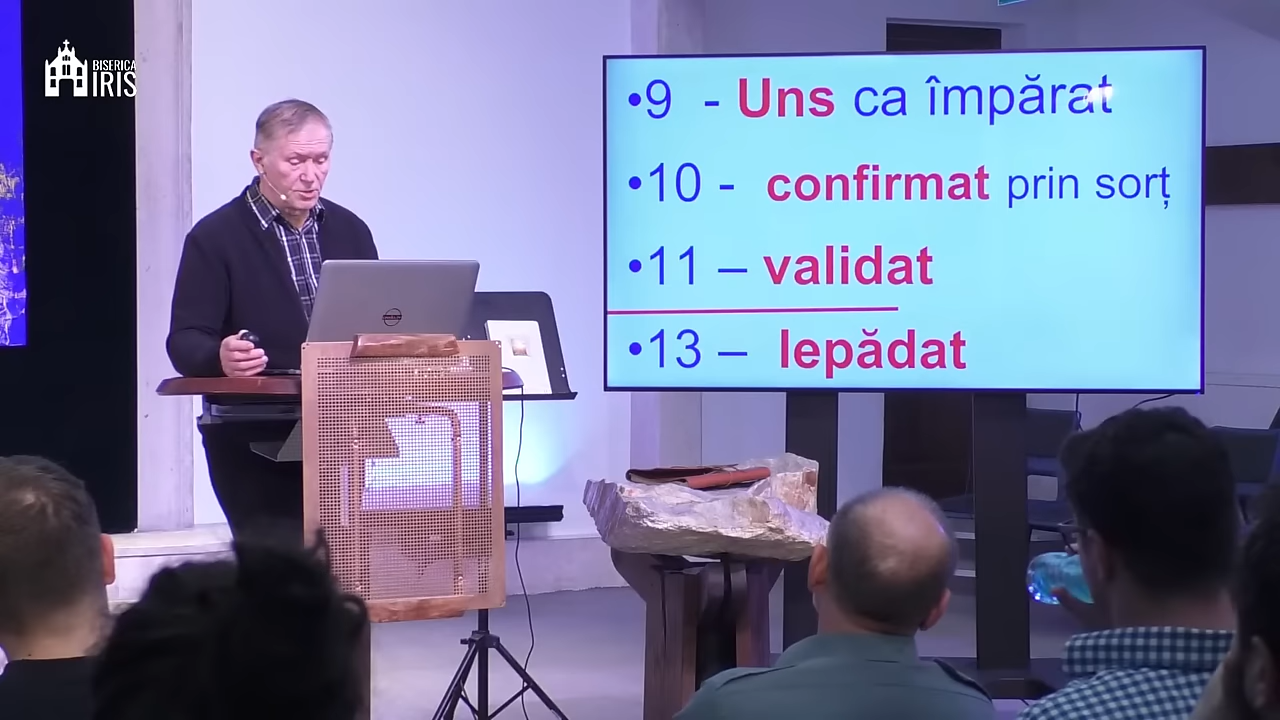 BISERICA
IRIS
•9 - Uns ca împărat
•10 - confirmat prin sorț
•11 – validat
•13 – lepădat